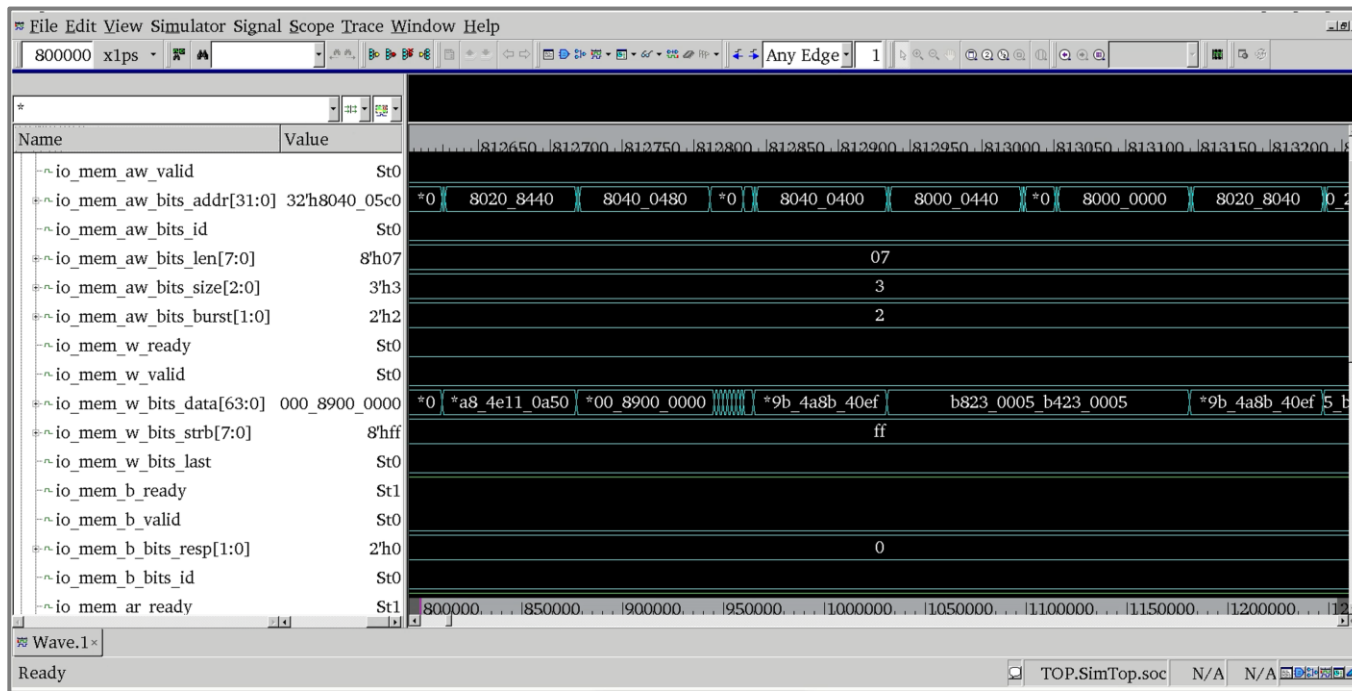 File Edit View Simulator Signal Scope Trace Window Help
800000 x1ps Any Edge 1
*
Name Value
812650 812700 812750 812800 812850 812900 812950 813000 813050 813100 813150 813200
io_mem_aw_valid St0
io_mem_aw_bits_addr[31:0] 32'h8040_05c0 *0 8020_8440 8040_0480 *0 8040_0400 8000_0440 *0 8000_0000 8020_8040 0_2
io_mem_aw_bits_id St0
io_mem_aw_bits_len[7:0] 8'h07 07
io_mem_aw_bits_size[2:0] 3'h3 3
io_mem_aw_bits_burst[1:0] 2'h2 2
io_mem_w_ready St0
io_mem_w_valid St0
io_mem_w_bits_data[63:0] 000_8900_0000 *0 *a8_4e11_0a50 *00_8900_0000 *9b_4a8b_40ef b823_0005_b423_0005 *9b_4a8b_40ef 5_b
io_mem_w_bits_strb[7:0] 8'hff ff
io_mem_w_bits_last St0
io_mem_b_ready St1
io_mem_b_valid St0
io_mem_b_bits_resp[1:0] 2'h0 0
io_mem_b_bits_id St0
io_mem_ar_ready St1
800000 850000 900000 950000 1000000 1050000 1100000 1150000 1200000 12
Wave.1
Ready TOP.SimTop.soc N/A N/A